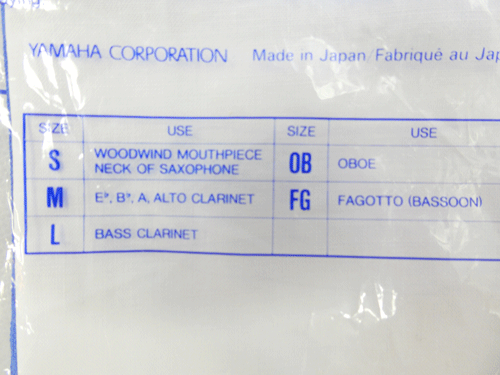 YAMAHA CORPORATION Made in Japan/Fabriqué au
SIZE USE SIZE USE
S WOODWIND MOUTHPIECE NECK OF SAXOPHONE OB OBOE
M E♭, B♭, A, ALTO CLARINET FG FAGOTTO (BASSOON)
L BASS CLARINET